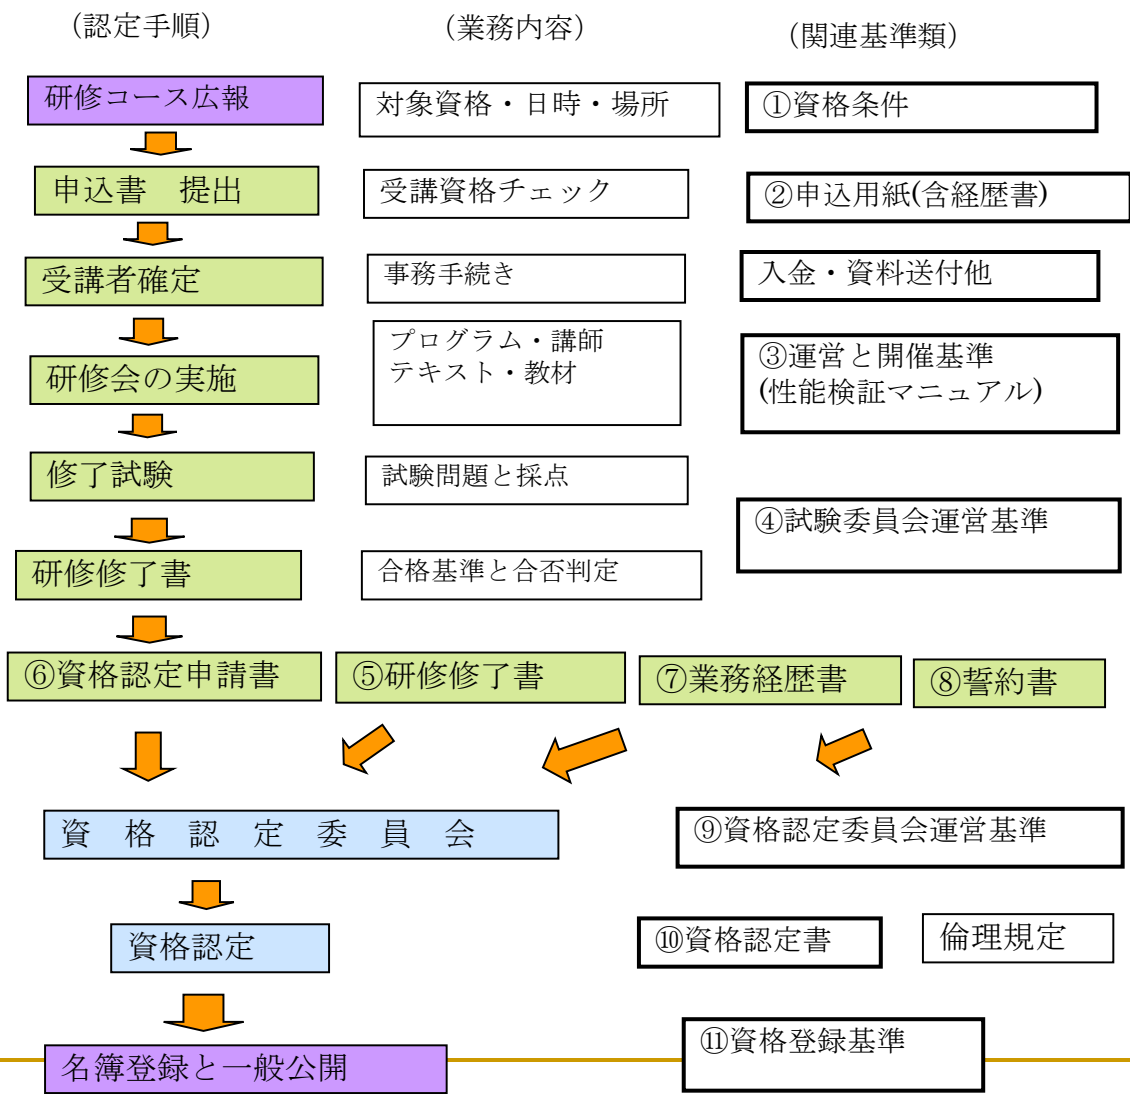 （認定手順）
（業務内容）
（関連基準類）
研修コース広報
対象資格・日時・場所
①資格条件
申込書　提出
受講資格チェック
②申込用紙(含経歴書)
受講者確定
事務手続き
入金・資料送付他
研修会の実施
プログラム・講師
テキスト・教材
③運営と開催基準
(性能検証マニュアル)
修了試験
試験問題と採点
④試験委員会運営基準
研修修了書
合格基準と合否判定
⑥資格認定申請書
⑤研修修了書
⑦業務経歴書
⑧誓約書
資　格　認　定　委　員　会
⑨資格認定委員会運営基準
資格認定
⑩資格認定書
倫理規定
名簿登録と一般公開
⑪資格登録基準